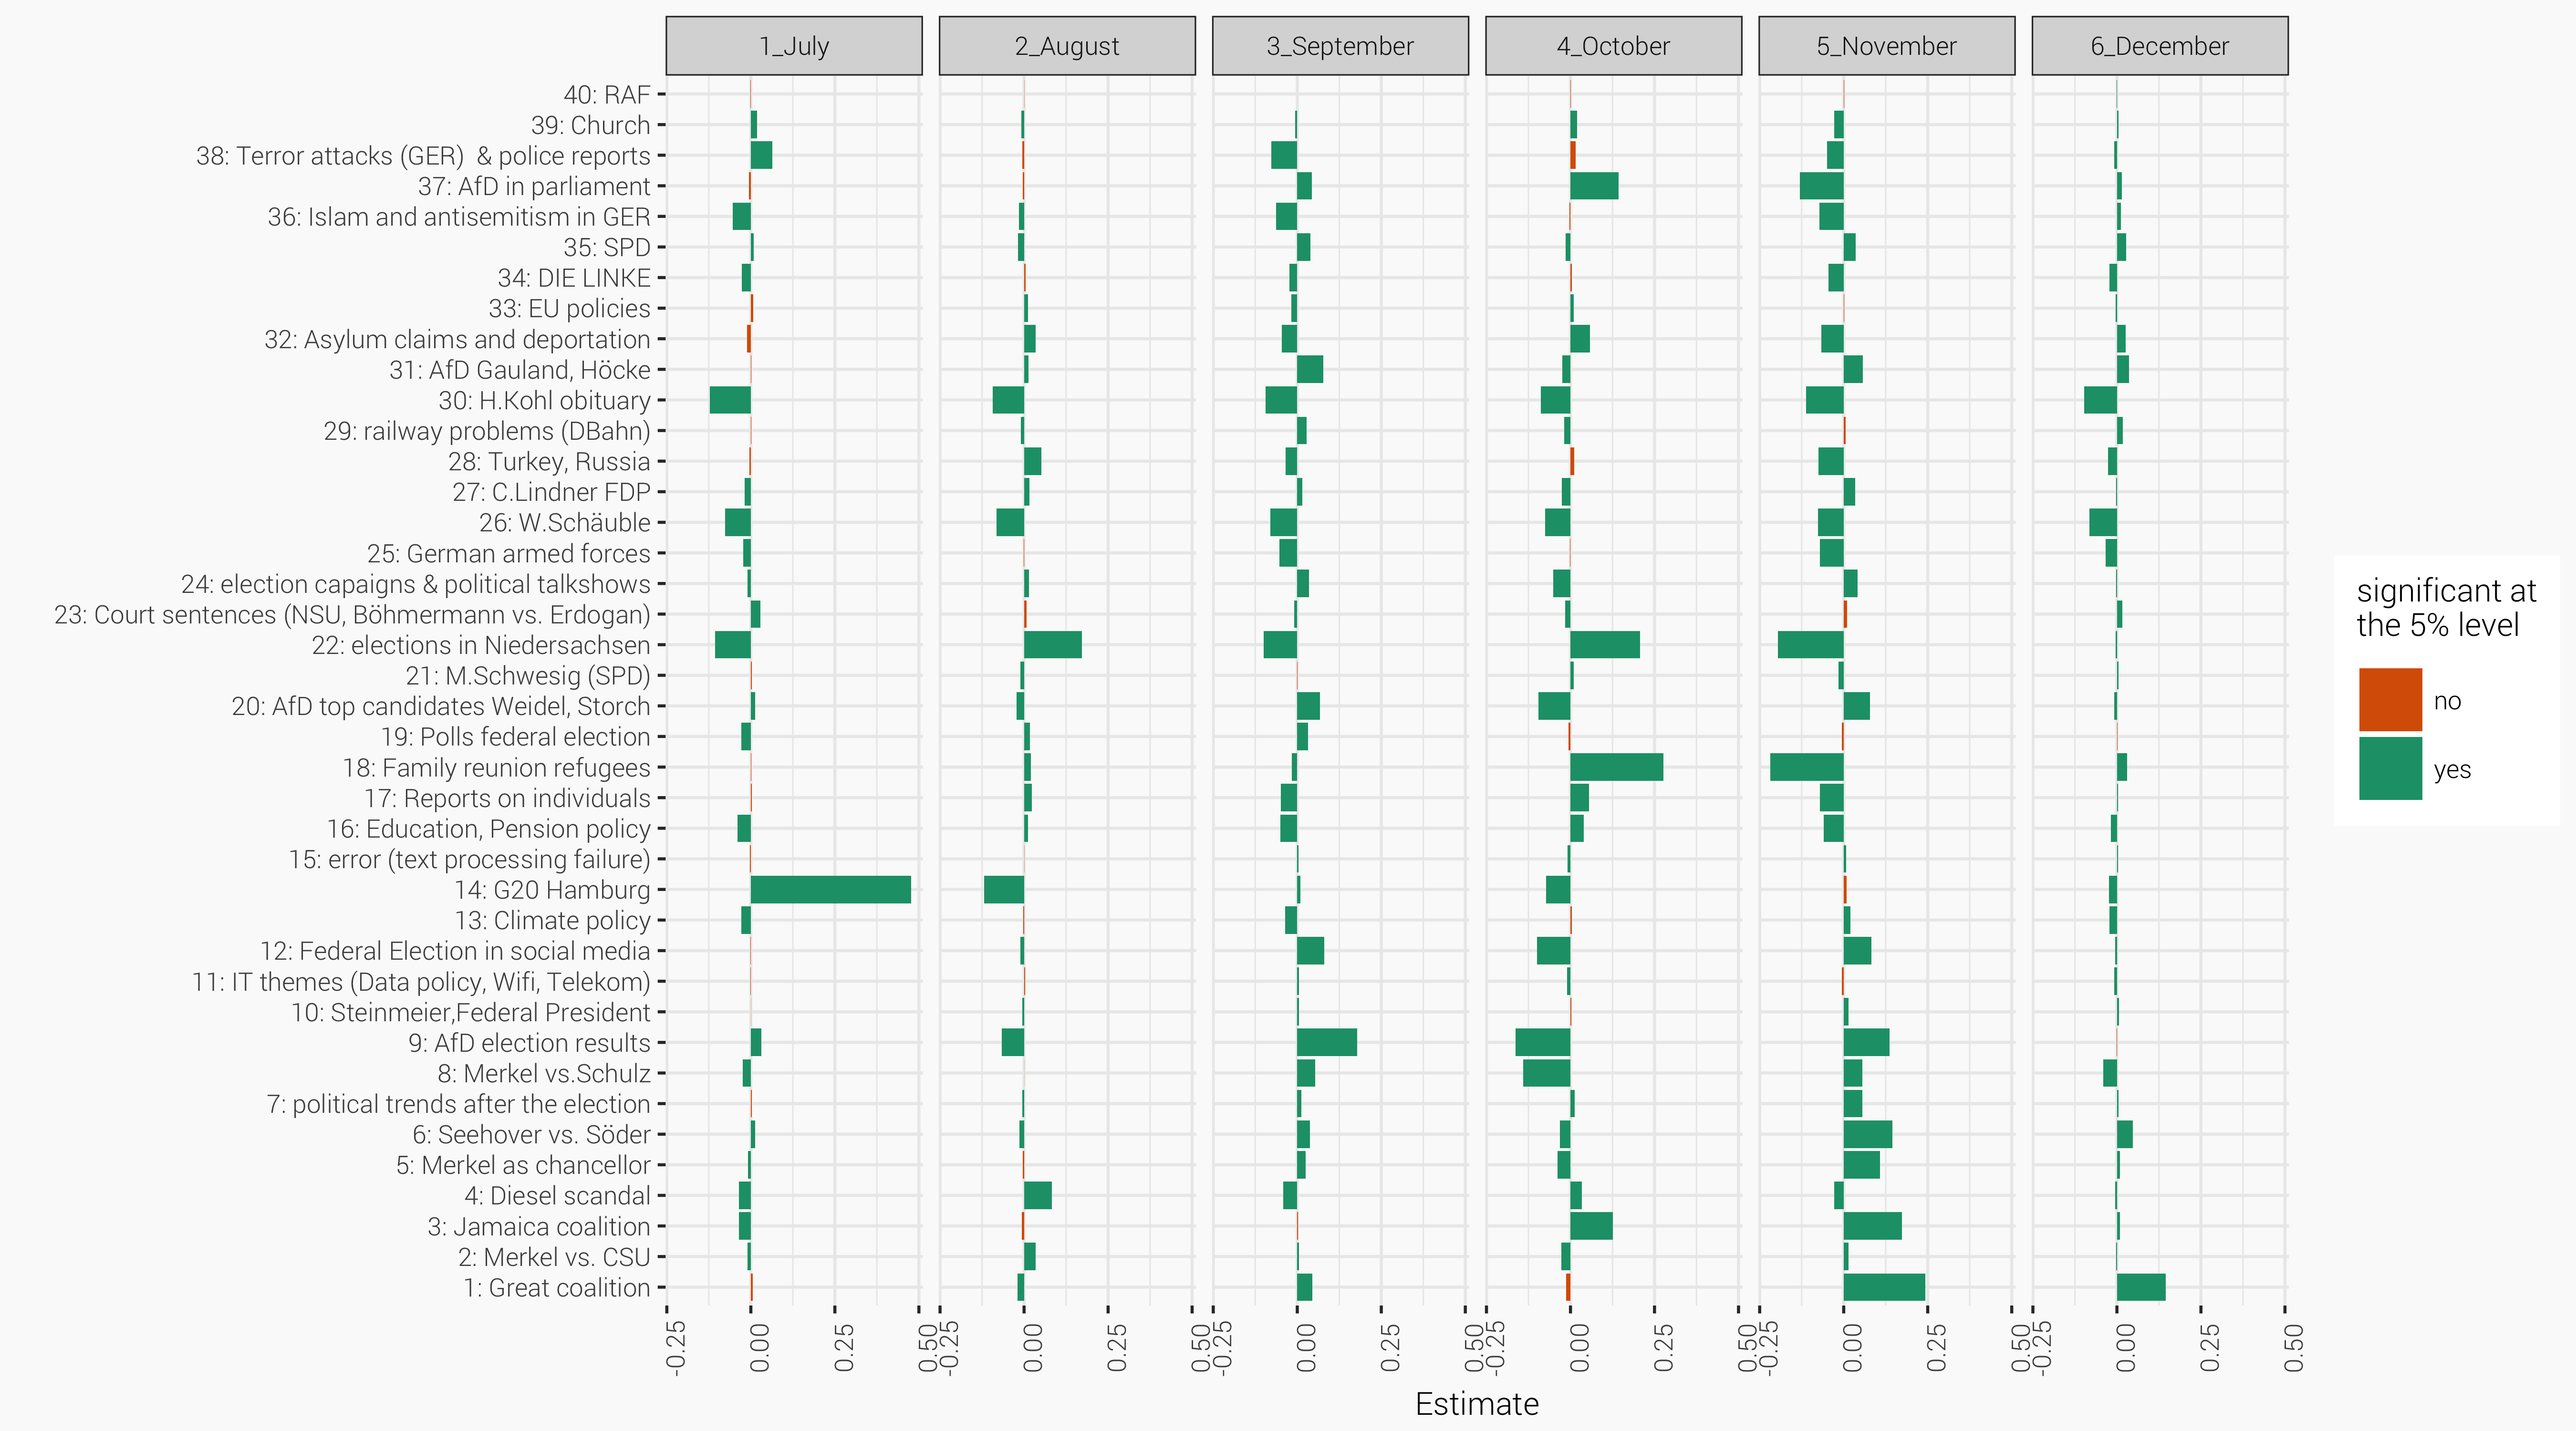 1_July 2_August 3_September 4_October 5_November 6_December
40: RAF
39: Church
38: Terror attacks (GER)  & police reports
37: AfD in parliament
36: Islam and antisemitism in GER
35: SPD
34: DIE LINKE
33: EU policies
32: Asylum claims and deportation
31: AfD Gauland, Höcke
30: H.Kohl obituary
29: railway problems (DBahn)
28: Turkey, Russia
27: C.Lindner FDP
26: W.Schäuble
25: German armed forces
24: election capaigns & political talkshows
23: Court sentences (NSU, Böhmermann vs. Erdogan)
22: elections in Niedersachsen
21: M.Schwesig (SPD)
20: AfD top candidates Weidel, Storch
19: Polls federal election
18: Family reunion refugees
17: Reports on individuals
16: Education, Pension policy
15: error (text processing failure)
14: G20 Hamburg
13: Climate policy
12: Federal Election in social media
11: IT themes (Data policy, Wifi, Telekom)
10: Steinmeier,Federal President
9: AfD election results
8: Merkel vs.Schulz
7: political trends after the election
6: Seehover vs. Söder
5: Merkel as chancellor
4: Diesel scandal
3: Jamaica coalition
2: Merkel vs. CSU
1: Great coalition
-0.25 0.00 0.25 0.50 -0.25 0.00 0.25 0.50 -0.25 0.00 0.25 0.50 -0.25 0.00 0.25 0.50 -0.25 0.00 0.25 0.50 -0.25 0.00 0.25 0.50
Estimate
significant at
the 5% level
no
yes